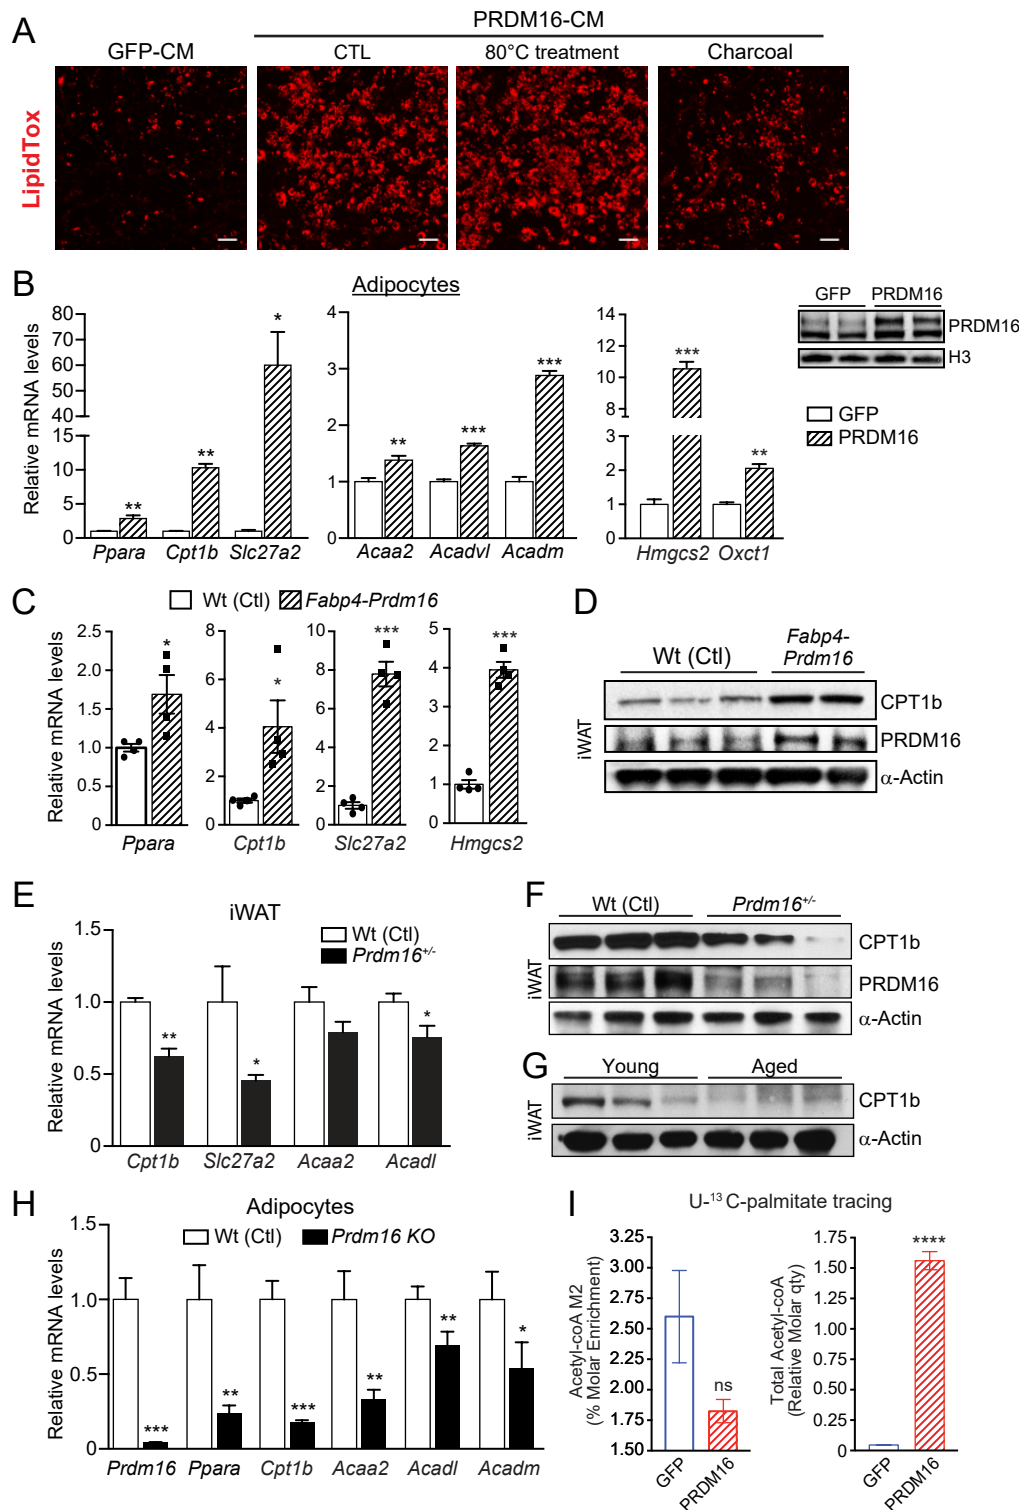 A
PRDM16-CM
GFP-CM
CTL
80°C treatment
Charcoal
LipidTox
B
Adipocytes
Relative mRNA levels
80
70
60
50
40
15
10
5
0
Ppara
Cpt1b
Slc27a2
**
**
*
4
3
2
1
0
Acaa2
Acadvl
Acadm
**
***
***
14
12
10
8
3
2
1
0
Hmgcs2
Oxct1
***
**
GFP
PRDM16
PRDM16
H3
GFP
PRDM16
C
Wt (Ctl)
Fabp4-Prdm16
Relative mRNA levels
2.5
2.0
1.5
1.0
0.5
0
*
Ppara
8
6
4
2
0
*
Cpt1b
10
8
6
4
2
0
***
Slc27a2
5
4
3
2
1
0
***
Hmgcs2
D
Wt (Ctl)
Fabp4-
Prdm16
iWAT
CPT1b
PRDM16
α-Actin
E
iWAT
Wt (Ctl)
Prdm16+/-
Relative mRNA levels
1.5
1.0
0.5
0
**
*
*
Cpt1b
Slc27a2
Acaa2
Acadl
F
Wt (Ctl)
Prdm16+/-
iWAT
CPT1b
PRDM16
α-Actin
G
Young
Aged
iWAT
CPT1b
α-Actin
H
Adipocytes
Wt (Ctl)
Prdm16 KO
Relative mRNA levels
1.5
1.0
0.5
0
***
**
***
**
**
*
Prdm16
Ppara
Cpt1b
Acaa2
Acadl
Acadm
I
U-13C-palmitate tracing
Acetyl-coA M2
(% Molar Enrichment)
3.00
2.75
2.50
2.25
2.00
1.75
1.50
ns
GFP
PRDM16
Total Acetyl-coA
(Relative Molar qty)
1.75
1.50
1.25
1.00
0.75
0.50
0.25
0
****
GFP
PRDM16